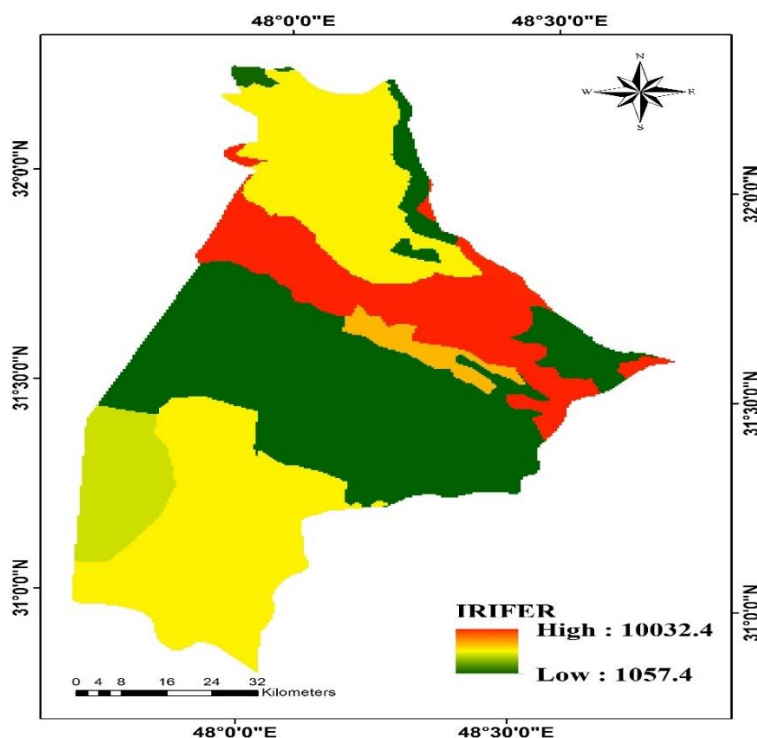 48°0'0"E 48°30'0"E
N
W E
S
32°0'0"N 32°0'0"N
31°30'0"N 31°30'0"N
31°0'0"N 31°0'0"N
IRIFER
High : 10032.4
Low : 1057.4
0 4 8 16 24 32
Kilometers
48°0'0"E 48°30'0"E